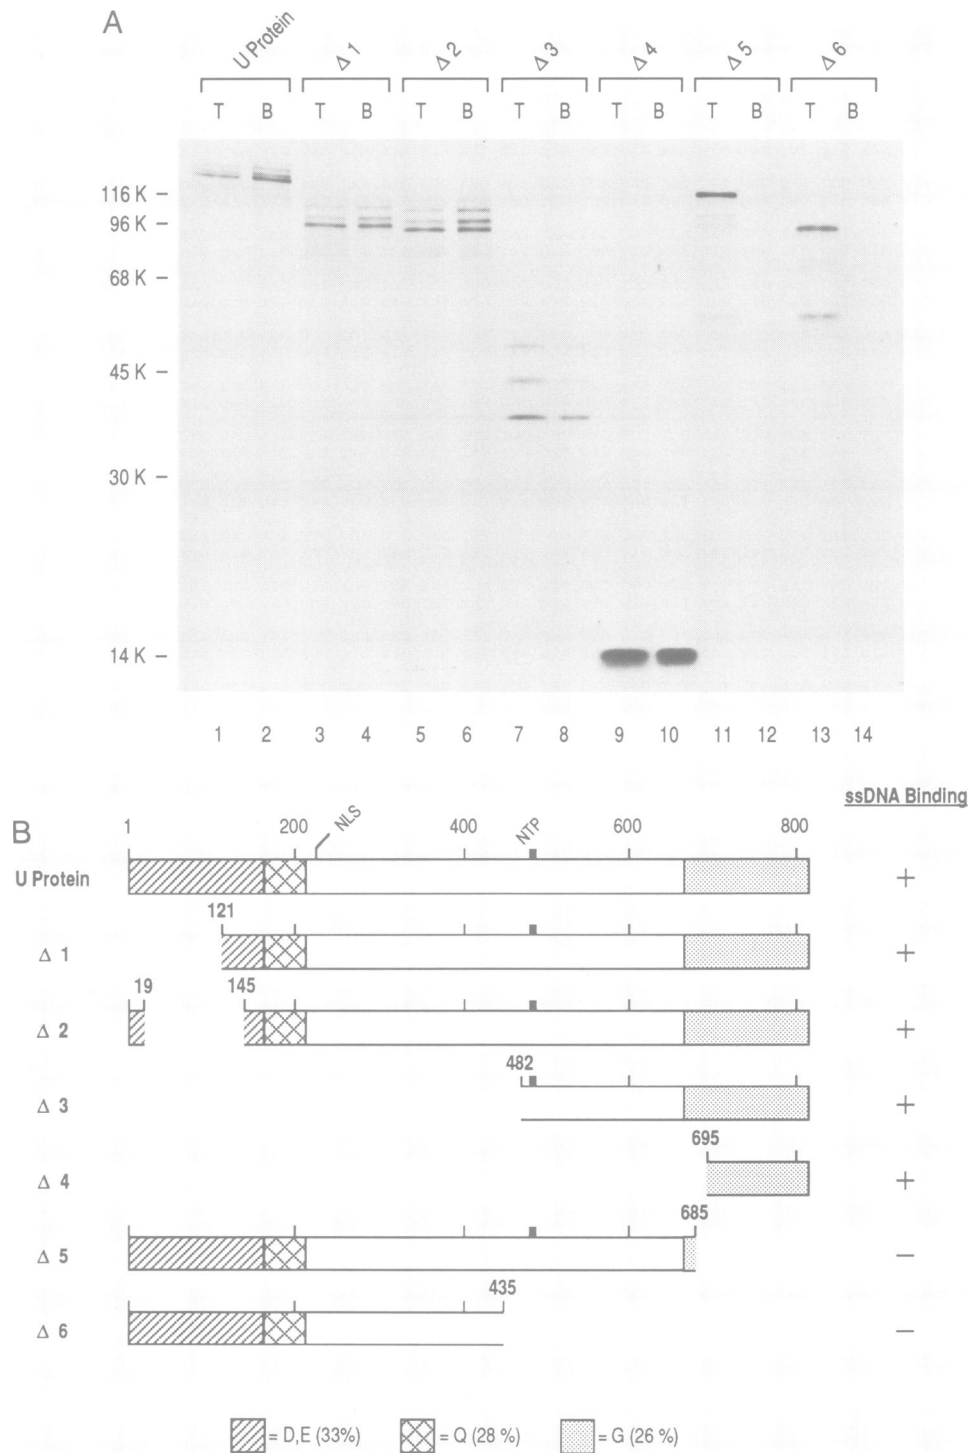 A
U Protein Δ 1 Δ 2 Δ 3 Δ 4 Δ 5 Δ 6
T B T B T B T B T B T B T B
116 K –
96 K –
68 K –
45 K –
30 K –
14 K –
1 2 3 4 5 6 7 8 9 10 11 12 13 14
ssDNA Binding
B
1 200 NLS 400 NTP 600 800
U Protein +
121
Δ 1 +
19 145
Δ 2 +
482
Δ 3 +
695
Δ 4 +
685
Δ 5 –
435
Δ 6 –
= D,E (33%) = Q (28 %) = G (26 %)